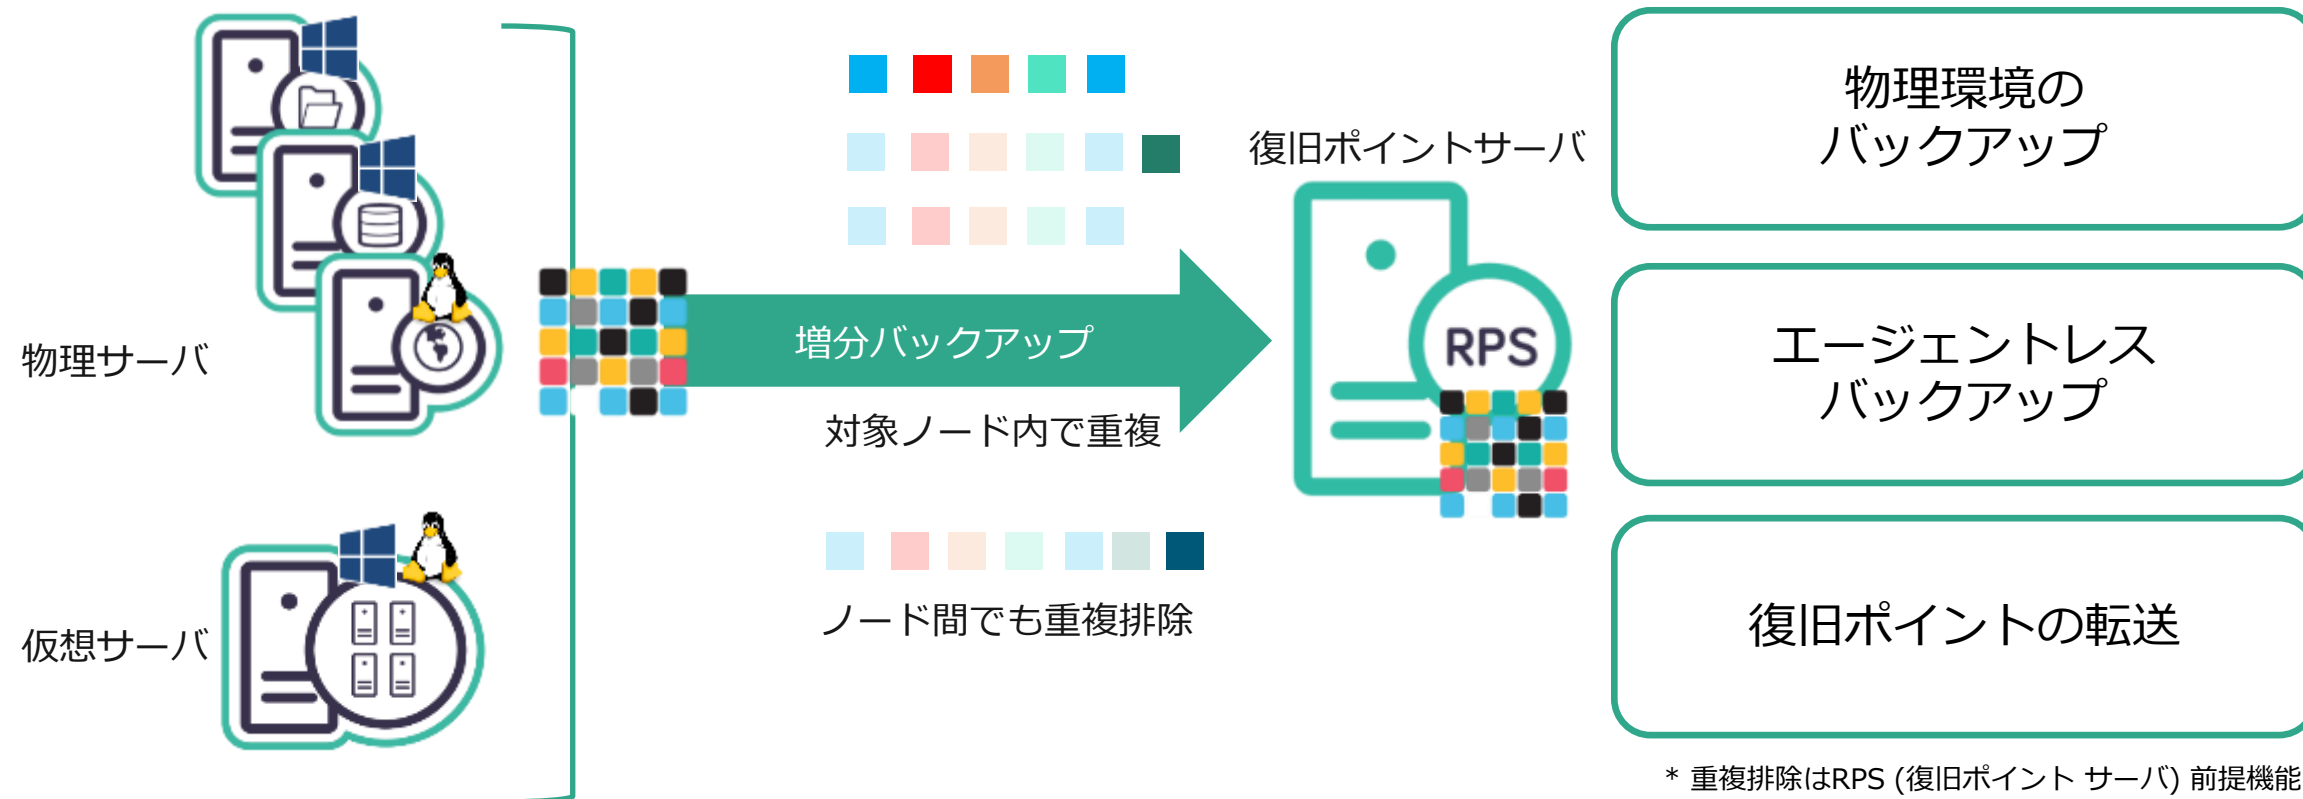 物理サーバ
仮想サーバ
増分バックアップ
対象ノード内で重複
ノード間でも重複排除
復旧ポイントサーバ
RPS
物理環境の
バックアップ
エージェントレス
バックアップ
復旧ポイントの転送
* 重複排除はRPS (復旧ポイント サーバ) 前提機能